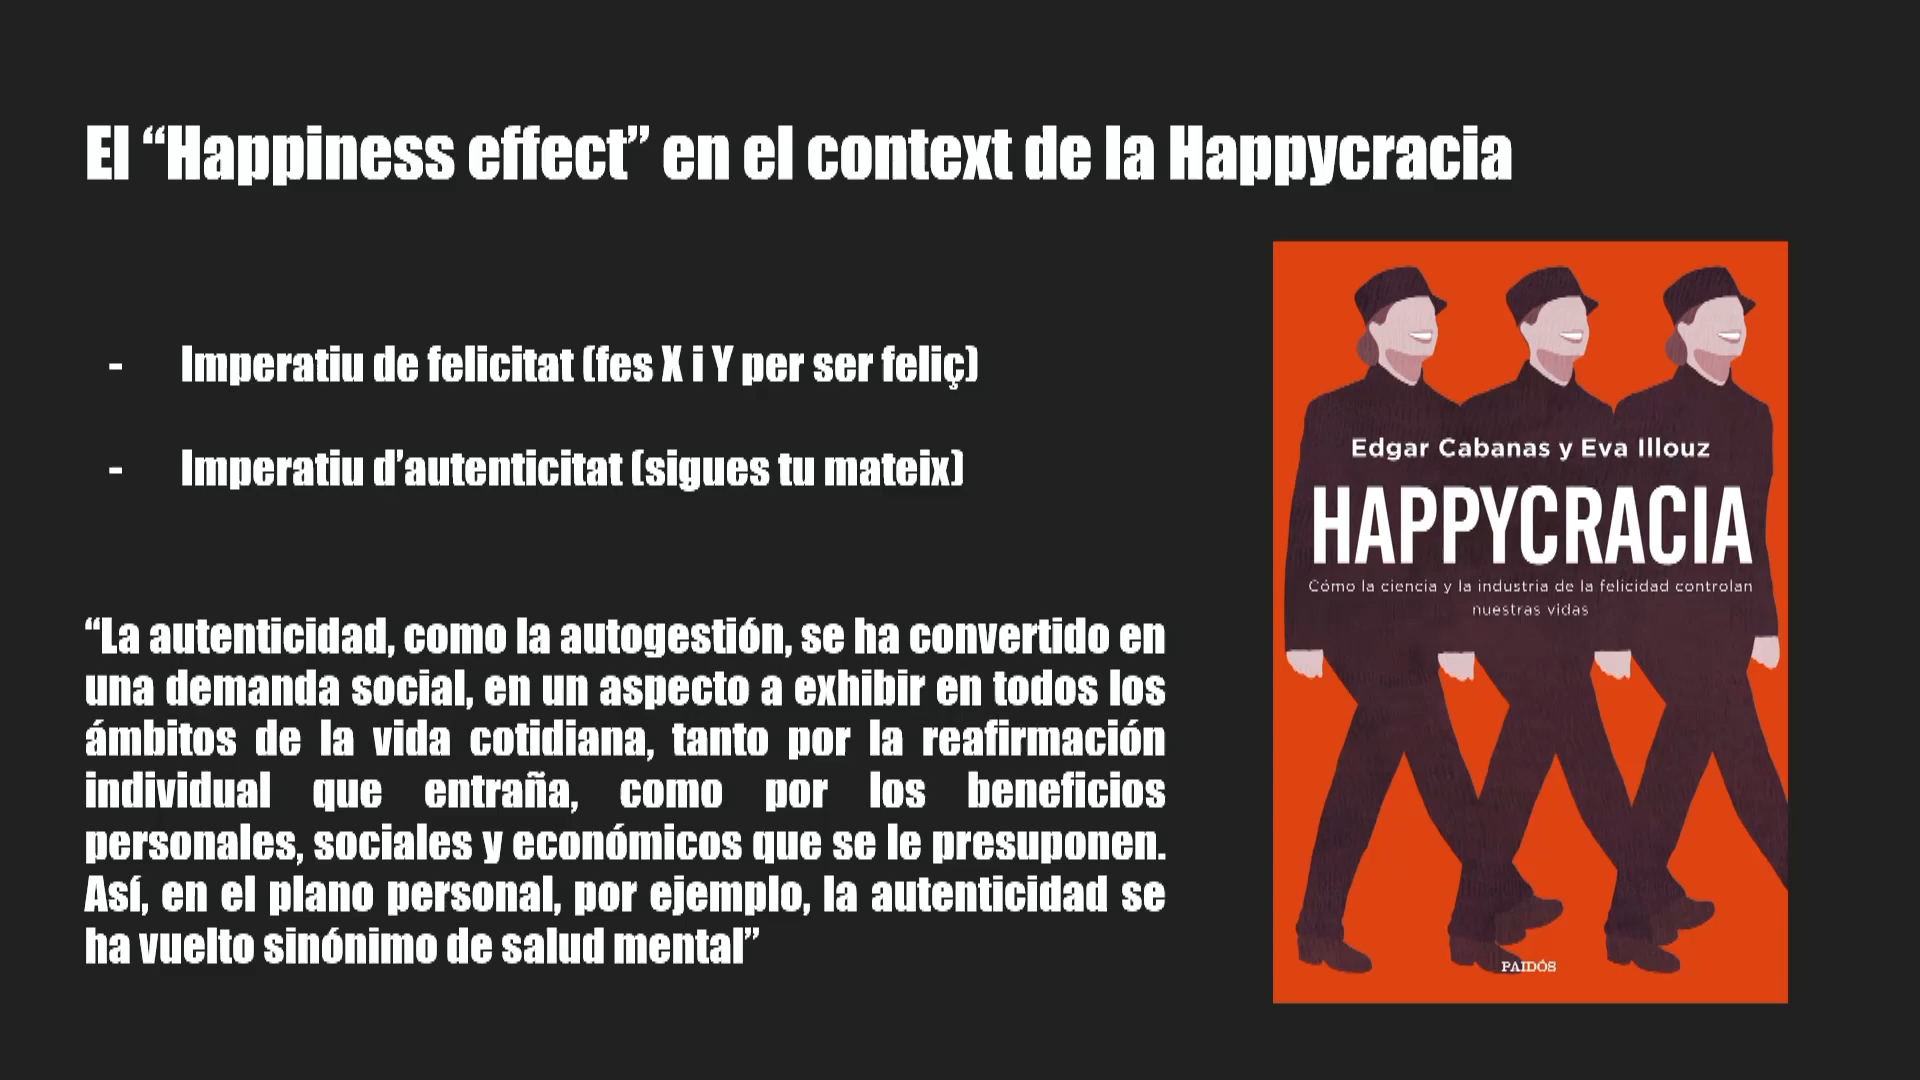 El “Happiness effect” en el context de la Happycracia
- Imperatiu de felicitat (fes X i Y per ser feliç)
- Imperatiu d’autenticitat (sigues tu mateix)
“La autenticidad, como la autogestión, se ha convertido en
una demanda social, en un aspecto a exhibir en todos los
ámbitos de la vida cotidiana, tanto por la reafirmación
individual que entraña, como por los beneficios
personales, sociales y económicos que se le presuponen.
Así, en el plano personal, por ejemplo, la autenticidad se
ha vuelto sinónimo de salud mental”
Edgar Cabanas y Eva Illouz
HAPPYCRACIA
Cómo la ciencia y la industria de la felicidad controlan
nuestras vidas
PAIDÓS